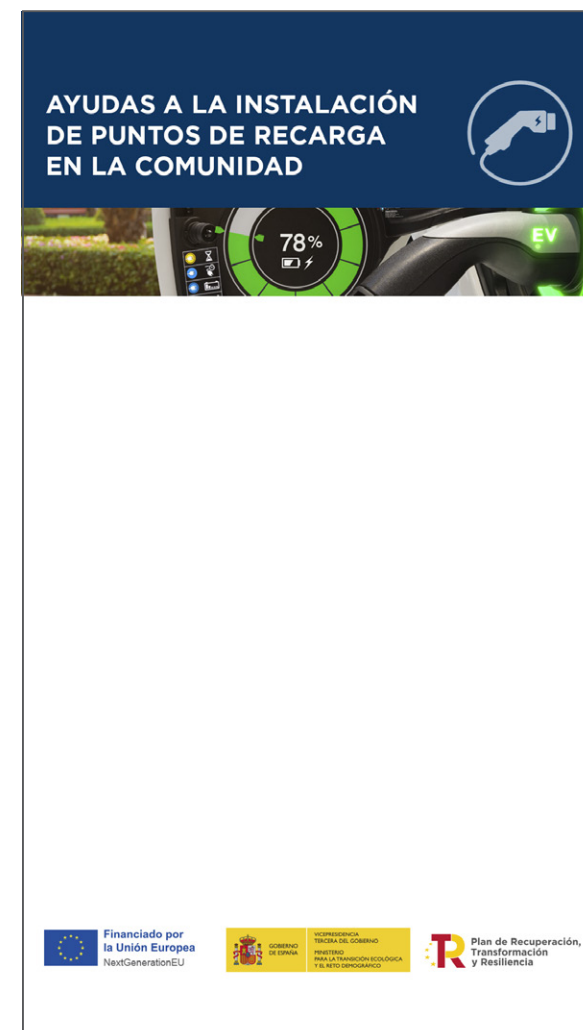 AYUDAS A LA INSTALACIÓN
DE PUNTOS DE RECARGA
EN LA COMUNIDAD
78%
EV
Financiado por
la Unión Europea
NextGenerationEU
GOBIERNO
DE ESPAÑA
VICEPRESIDENCIA
TERCERA DEL GOBIERNO
MINISTERIO
PARA LA TRANSICIÓN ECOLÓGICA
Y EL RETO DEMOGRÁFICO
R
Plan de Recuperación,
Transformación
y Resiliencia